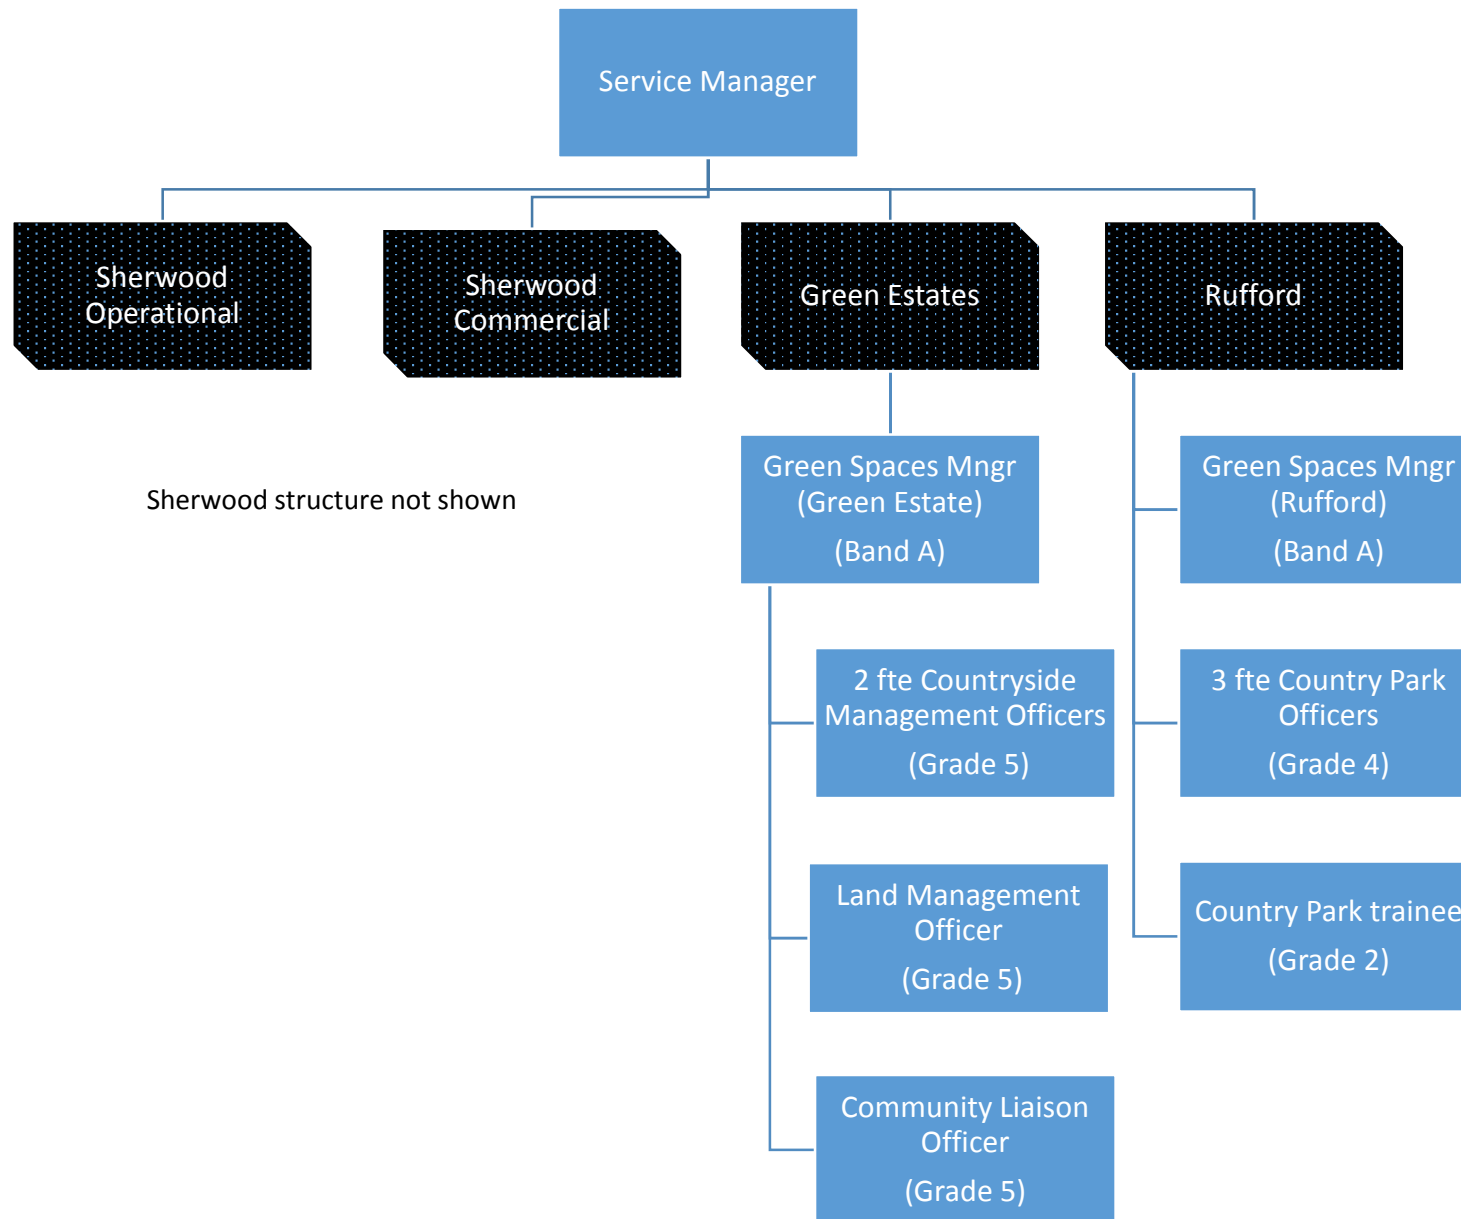 Service Manager
Sherwood
Operational
Sherwood
Commercial
Green Estates
Rufford
Sherwood structure not shown
Green Spaces Mngr
(Green Estate)
(Band A)
Green Spaces Mngr
(Rufford)
(Band A)
2 fte Countryside
Management Officers
(Grade 5)
3 fte Country Park
Officers
(Grade 4)
Land Management
Officer
(Grade 5)
Country Park trainee
(Grade 2)
Community Liaison
Officer
(Grade 5)